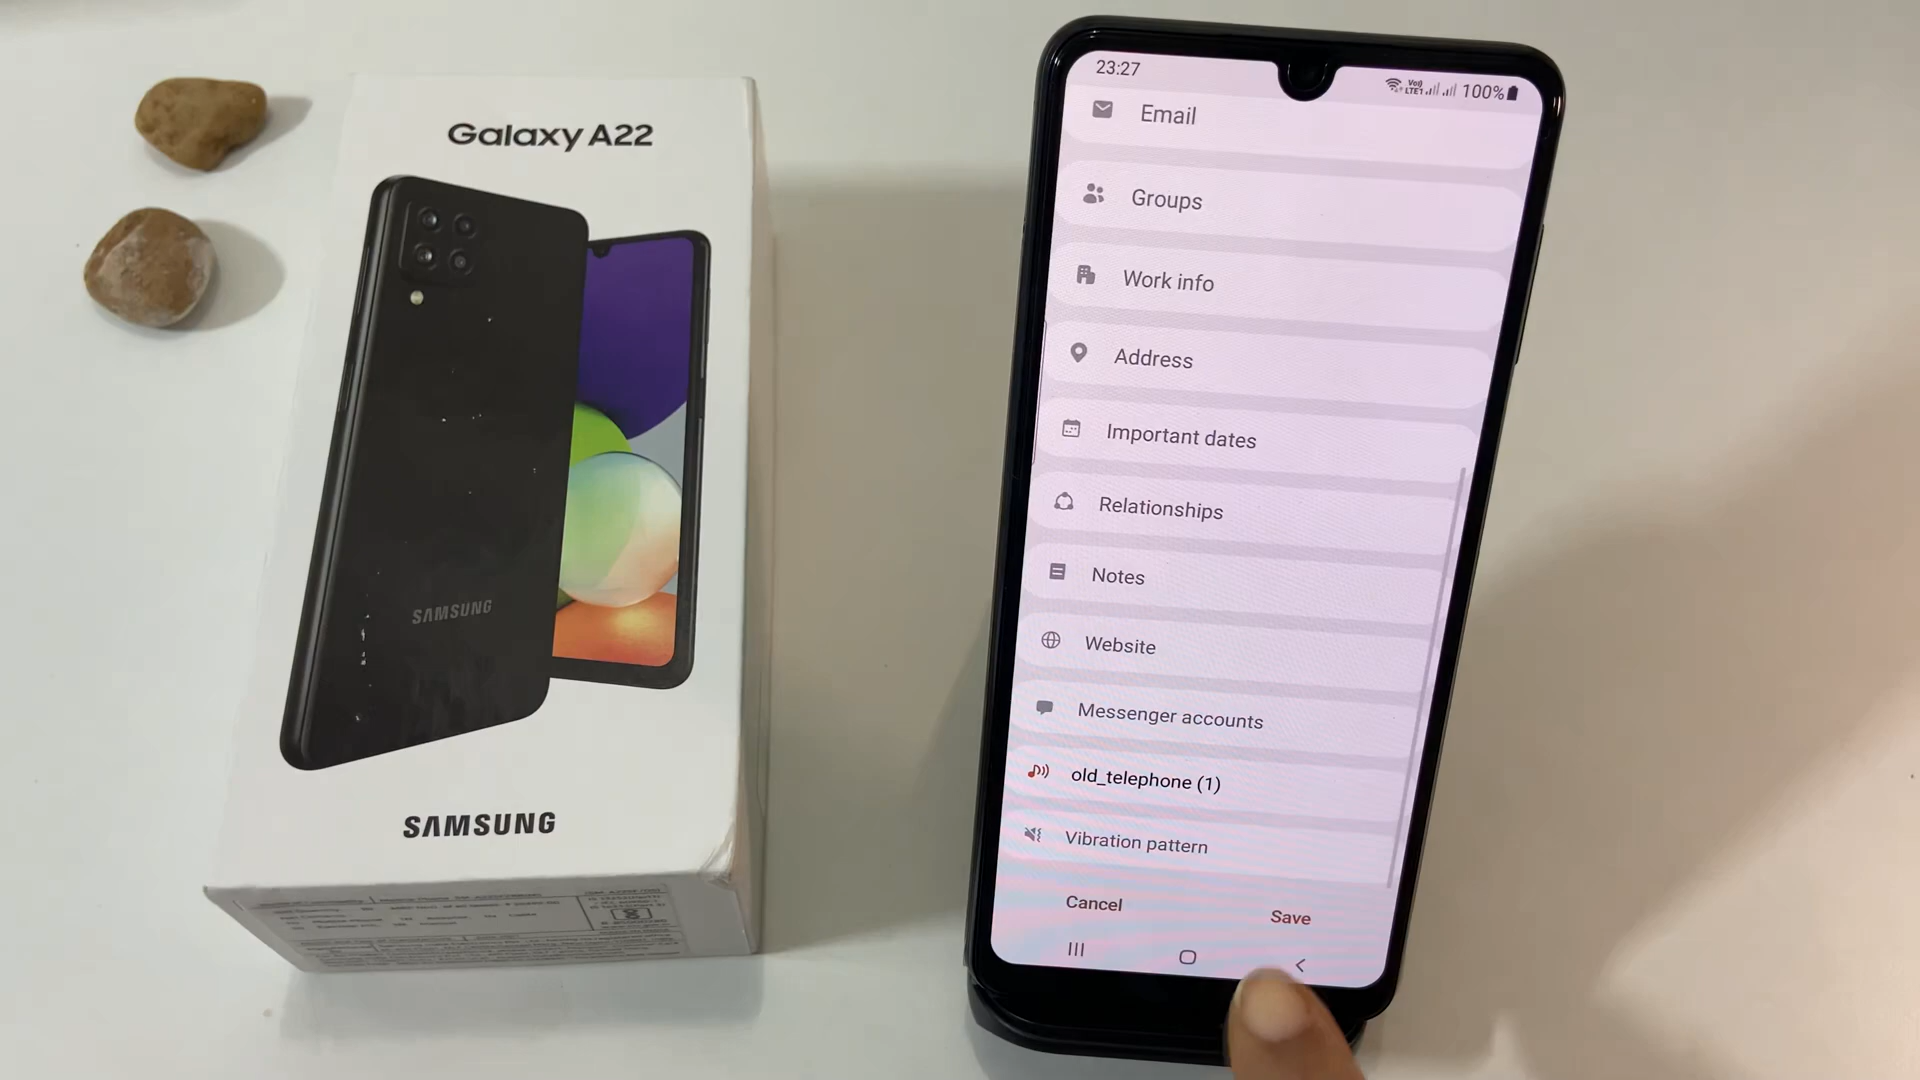 Galaxy A22
SAMSUNG
SAMSUNG
23:27
100%
Email
Groups
Work info
Address
Important dates
Relationships
Notes
Website
Messenger accounts
old_telephone (1)
Vibration pattern
Cancel
Save